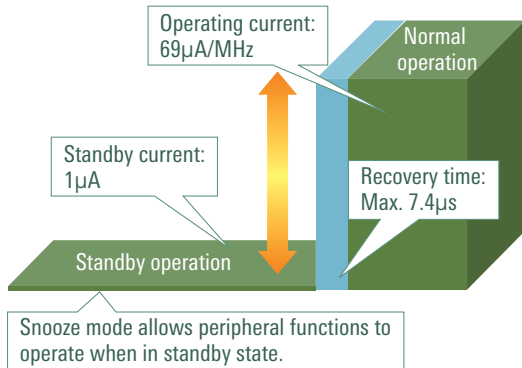 Operating current:
69µA/MHz
Normal
operation
Standby current:
1µA
Recovery time:
Max. 7.4µs
Standby operation
Snooze mode allows peripheral functions to
operate when in standby state.